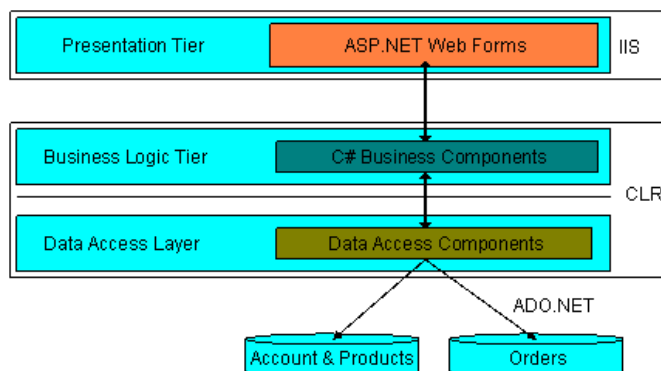 Presentation Tier ASP.NET Web Forms IIS
Business Logic Tier C# Business Components
CLR
Data Access Layer Data Access Components
ADO.NET
Account & Products Orders